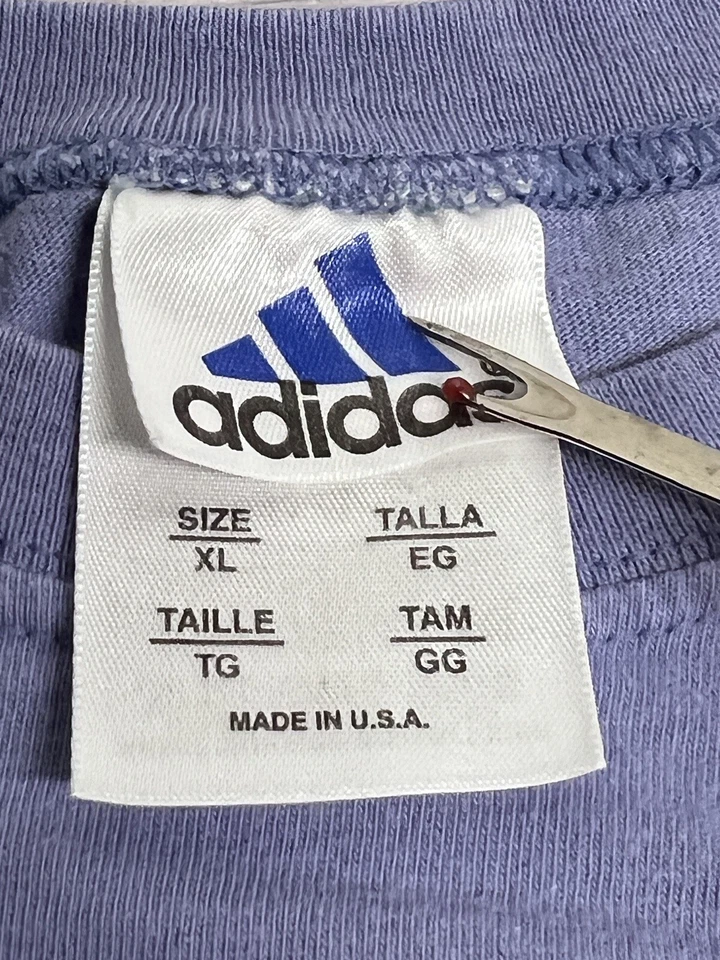 adidas
SIZE TALLA
XL EG
TAILLE TAM
TG GG
MADE IN U.S.A.